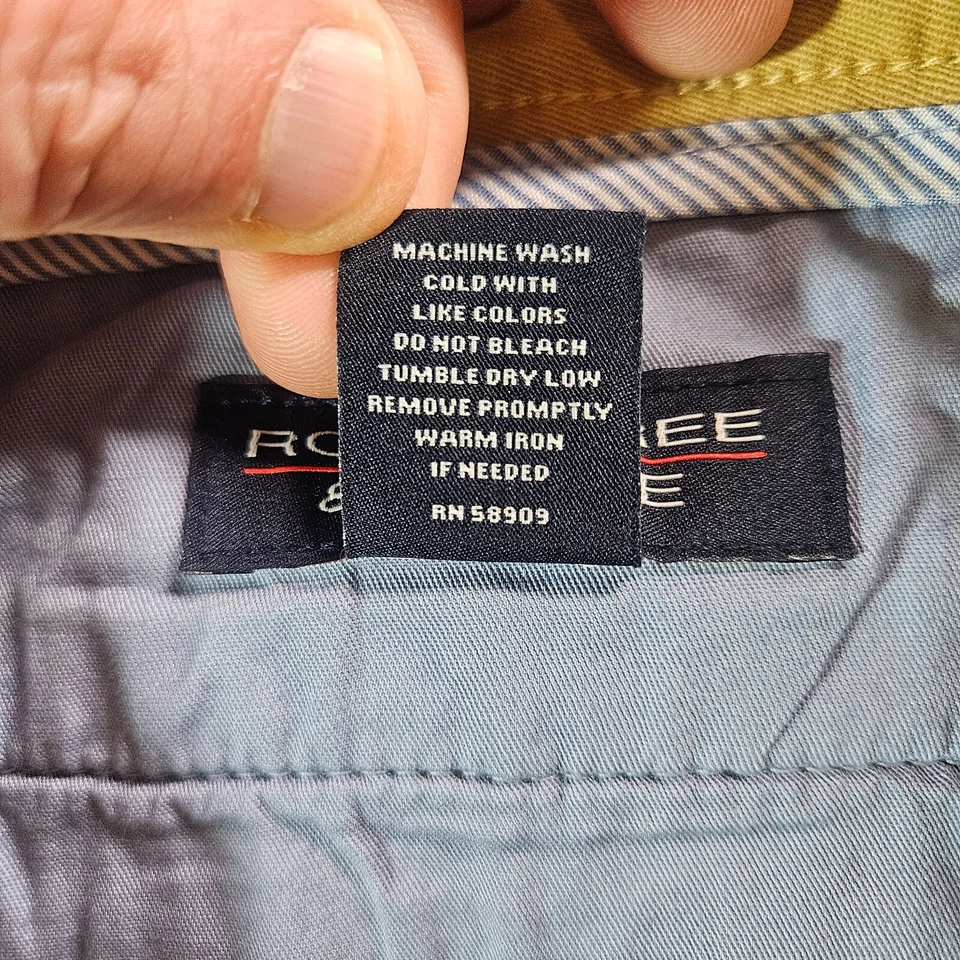 MACHINE WASH
COLD WITH
LIKE COLORS
DO NOT BLEACH
TUMBLE DRY LOW
REMOVE PROMPTLY
WARM IRON
IF NEEDED
RN 58909